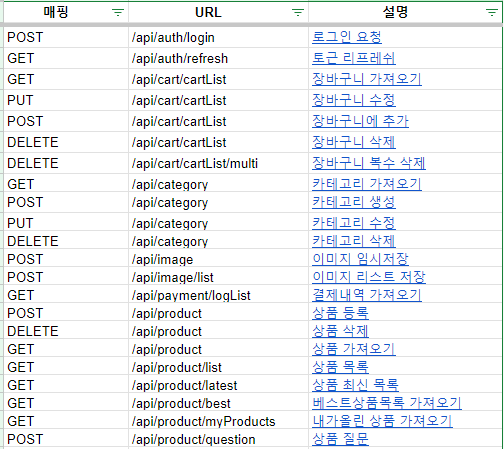 매핑 URL 설명
POST /api/auth/login 로그인 요청
GET /api/auth/refresh 토근 리프레쉬
GET /api/cart/cartList 장바구니 가져오기
PUT /api/cart/cartList 장바구니 수정
POST /api/cart/cartList 장바구니에 추가
DELETE /api/cart/cartList 장바구니 삭제
DELETE /api/cart/cartList/multi 장바구니 복수 삭제
GET /api/category 카테고리 가져오기
POST /api/category 카테고리 생성
PUT /api/category 카테고리 수정
DELETE /api/category 카테고리 삭제
POST /api/image 이미지 임시저장
POST /api/image/list 이미지 리스트 저장
GET /api/payment/logList 결제내역 가져오기
POST /api/product 상품 등록
DELETE /api/product 상품 삭제
GET /api/product 상품 가져오기
GET /api/product/list 상품 목록
GET /api/product/latest 상품 최신 목록
GET /api/product/best 베스트상품목록 가져오기
GET /api/product/myProducts 내가올린 상품 가져오기
POST /api/product/question 상품 질문